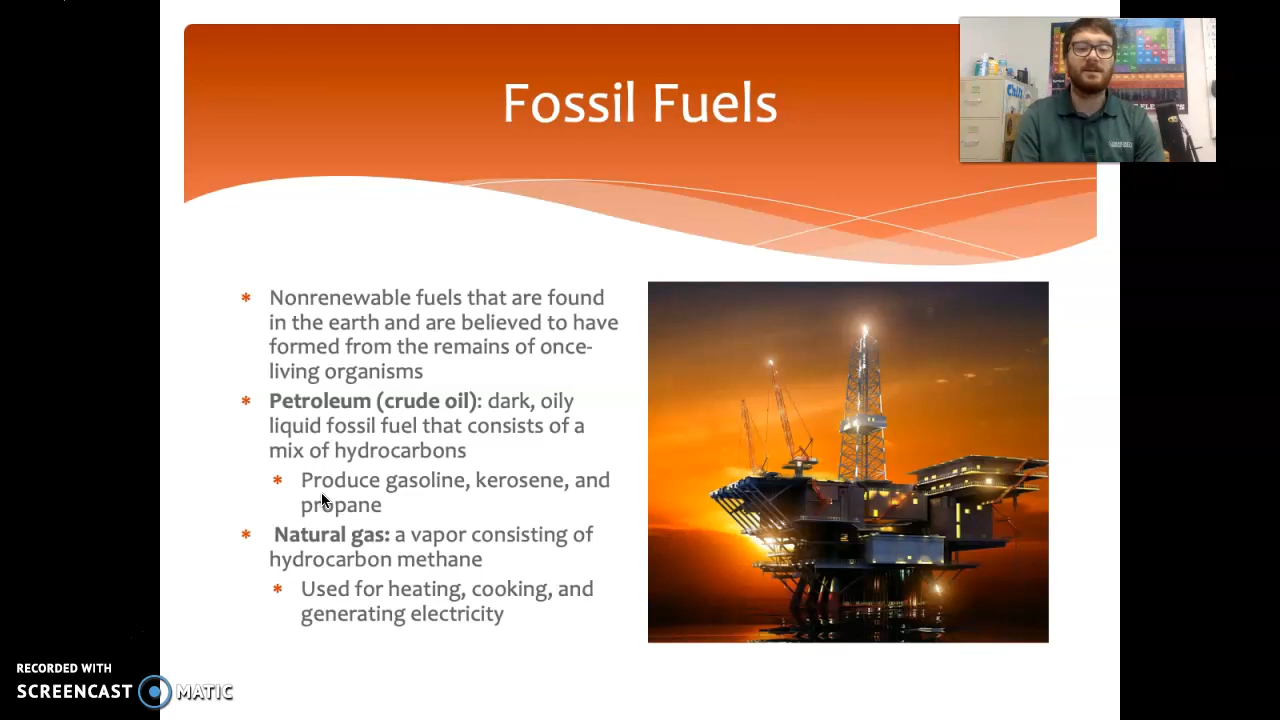 Fossil Fuels
* Nonrenewable fuels that are found
in the earth and are believed to have
formed from the remains of once-
living organisms
* Petroleum (crude oil): dark, oily
liquid fossil fuel that consists of a
mix of hydrocarbons
* Produce gasoline, kerosene, and
propane
* Natural gas: a vapor consisting of
hydrocarbon methane
* Used for heating, cooking, and
generating electricity
RECORDED WITH
SCREENCAST MATIC